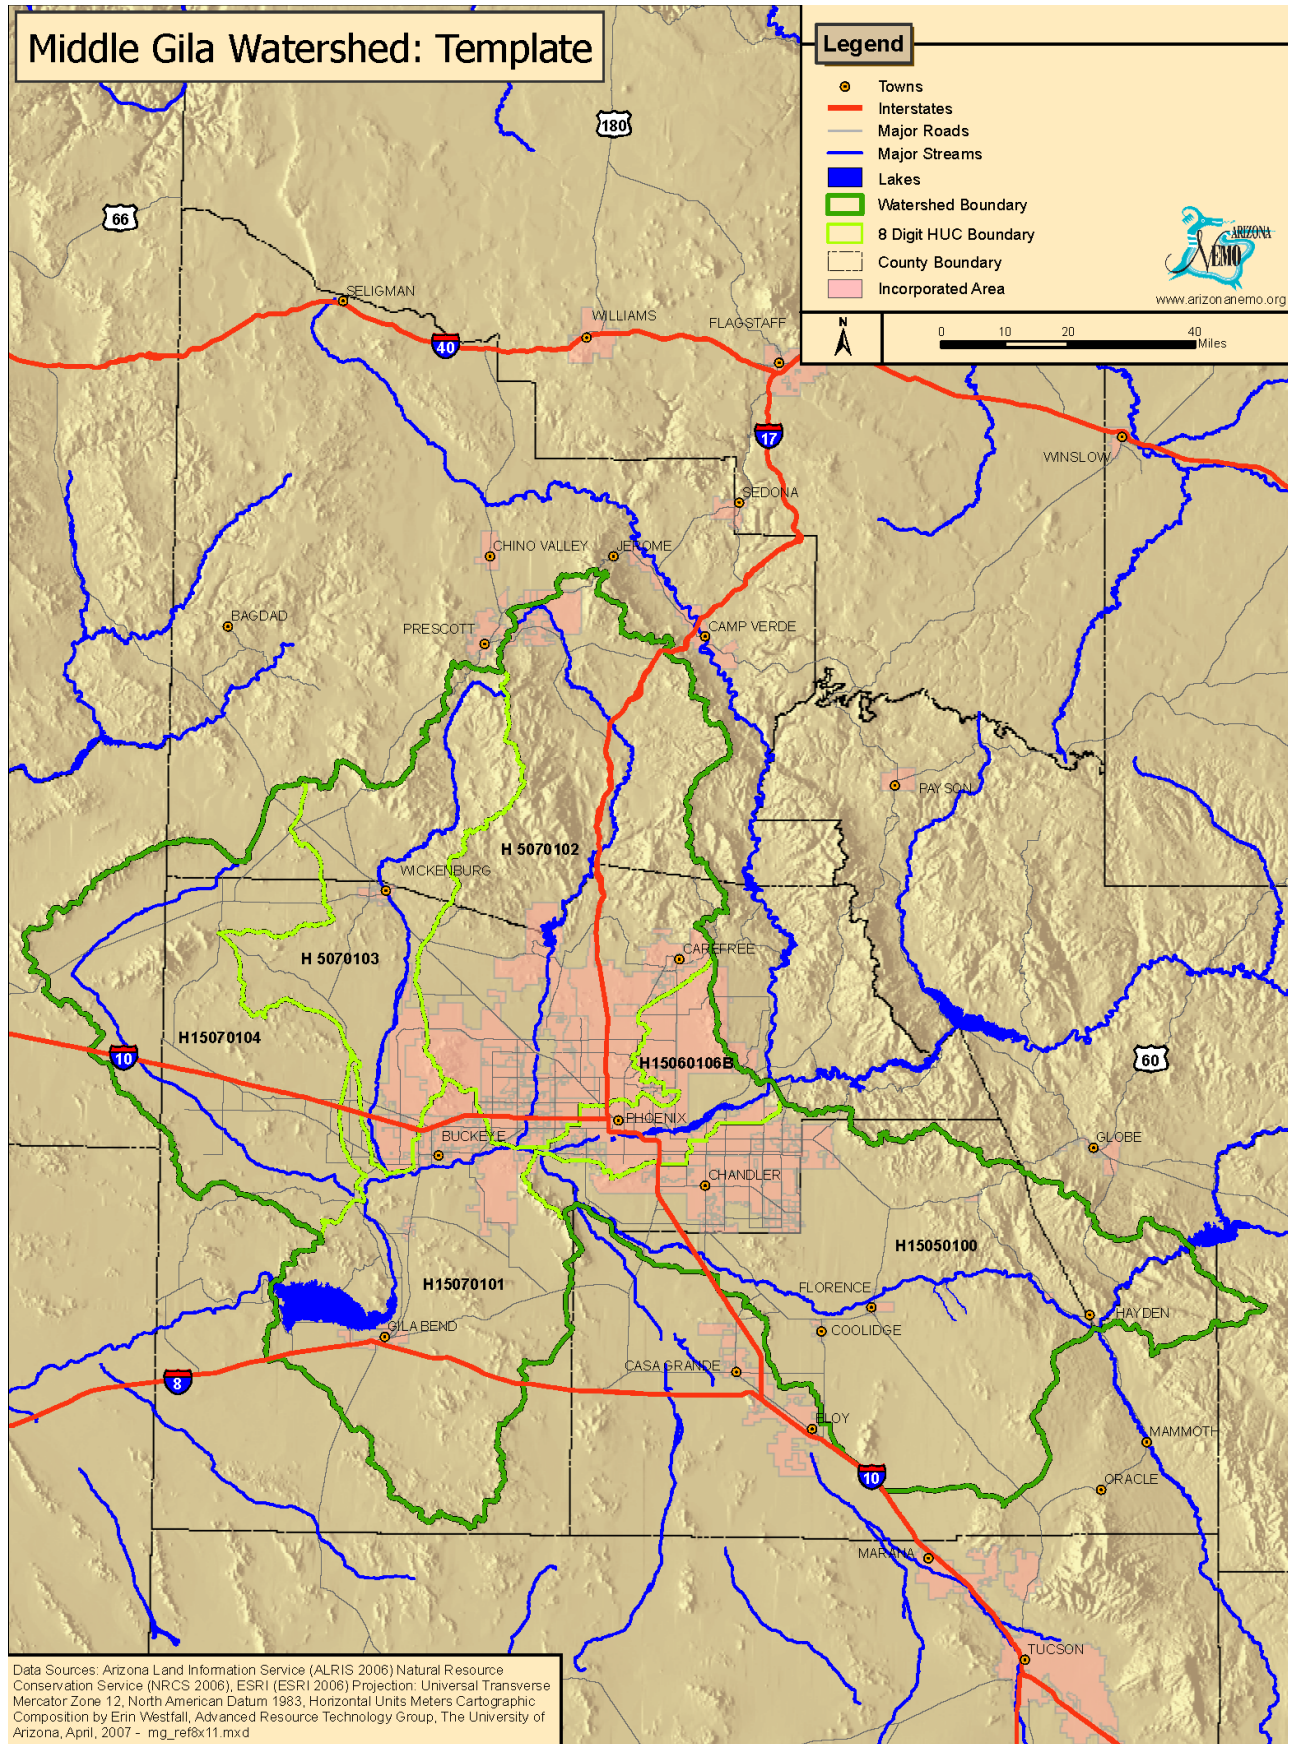 Middle Gila Watershed: Template
Legend
Towns
Interstates
Major Roads
Major Streams
Lakes
Watershed Boundary
8 Digit HUC Boundary
County Boundary
Incorporated Area
ARIZONA
NEMO
www.arizonanemo.org
N
0 10 20 40
Miles
180
66
SELIGMAN
WILLIAMS
FLAGSTAFF
40
17
WINSLOW
SEDONA
CHINO VALLEY
JEROME
BAGDAD
PRESCOTT
CAMP VERDE
PAYSON
H 5070102
WICKENBURG
CAREFREE
H 5070103
H15070104
10
H15060106B
60
PHOENIX
BUCKEYE
GLOBE
CHANDLER
H15050100
H15070101
FLORENCE
HAYDEN
GILA BEND
COOLIDGE
CASA GRANDE
8
ELOY
MAMMOTH
10
ORACLE
MARANA
TUCSON
Data Sources: Arizona Land Information Service (ALRIS 2006) Natural Resource
Conservation Service (NRCS 2006), ESRI (ESRI 2006) Projection: Universal Transverse
Mercator Zone 12, North American Datum 1983, Horizontal Units Meters Cartographic
Composition by Erin Westfall, Advanced Resource Technology Group, The University of
Arizona, April, 2007 - mg_ref8x11.mxd